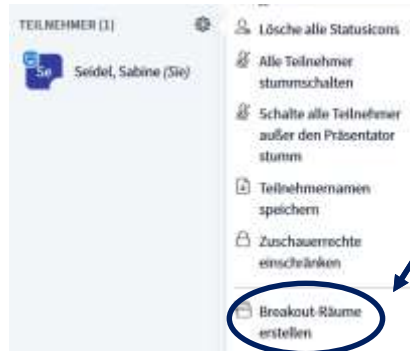 TEILNEHMER (1)
Se
Seidel, Sabine (Sie)
Lösche alle Statusicons
Alle Teilnehmer
stummschalten
Schalte alle Teilnehmer
außer den Präsentator
stumm
Teilnehmernamen
speichern
Zuschauerrechte
einschränken
Breakout-Räume
erstellen